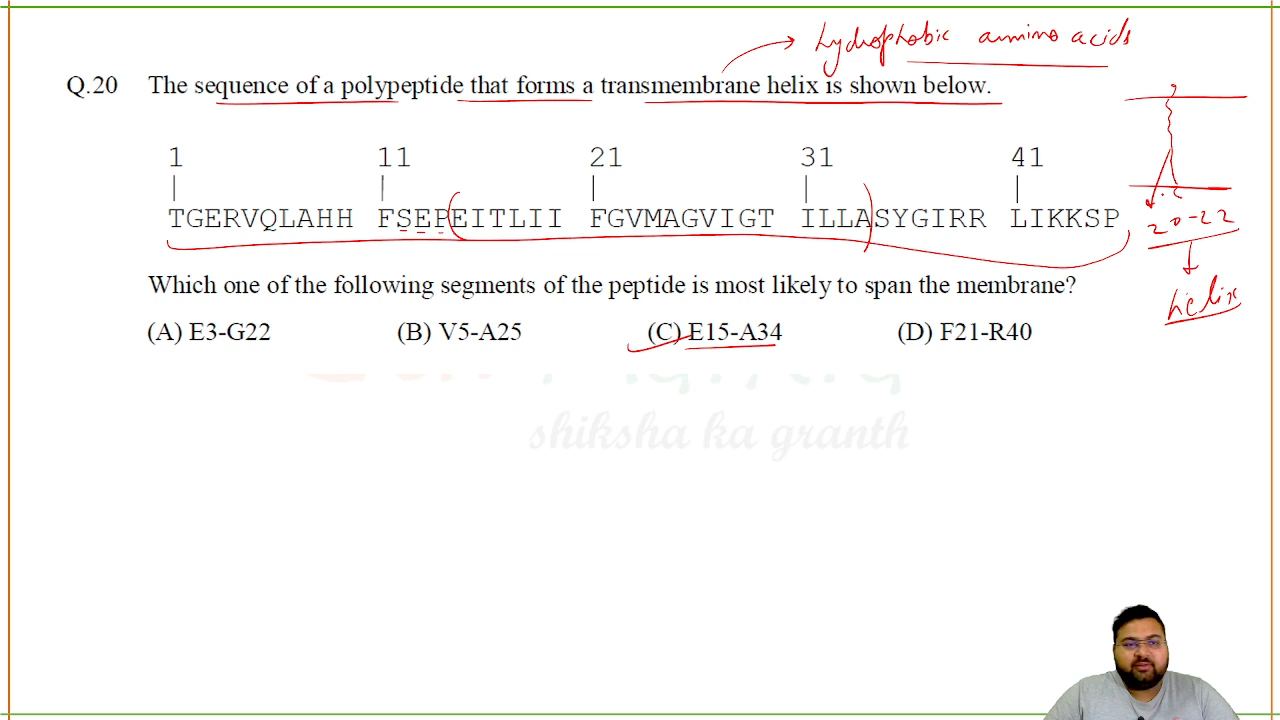 hydrophobic amino acids
Q.20 The sequence of a polypeptide that forms a transmembrane helix is shown below.
1 11 21 31 41
TGERVQLAHH FSEPEITLII FGVMAGVIGT ILLASYGIRR LIKKSP
20-22
helix
Which one of the following segments of the peptide is most likely to span the membrane?
(A) E3-G22 (B) V5-A25 (C) E15-A34 (D) F21-R40
shiksha ka granth